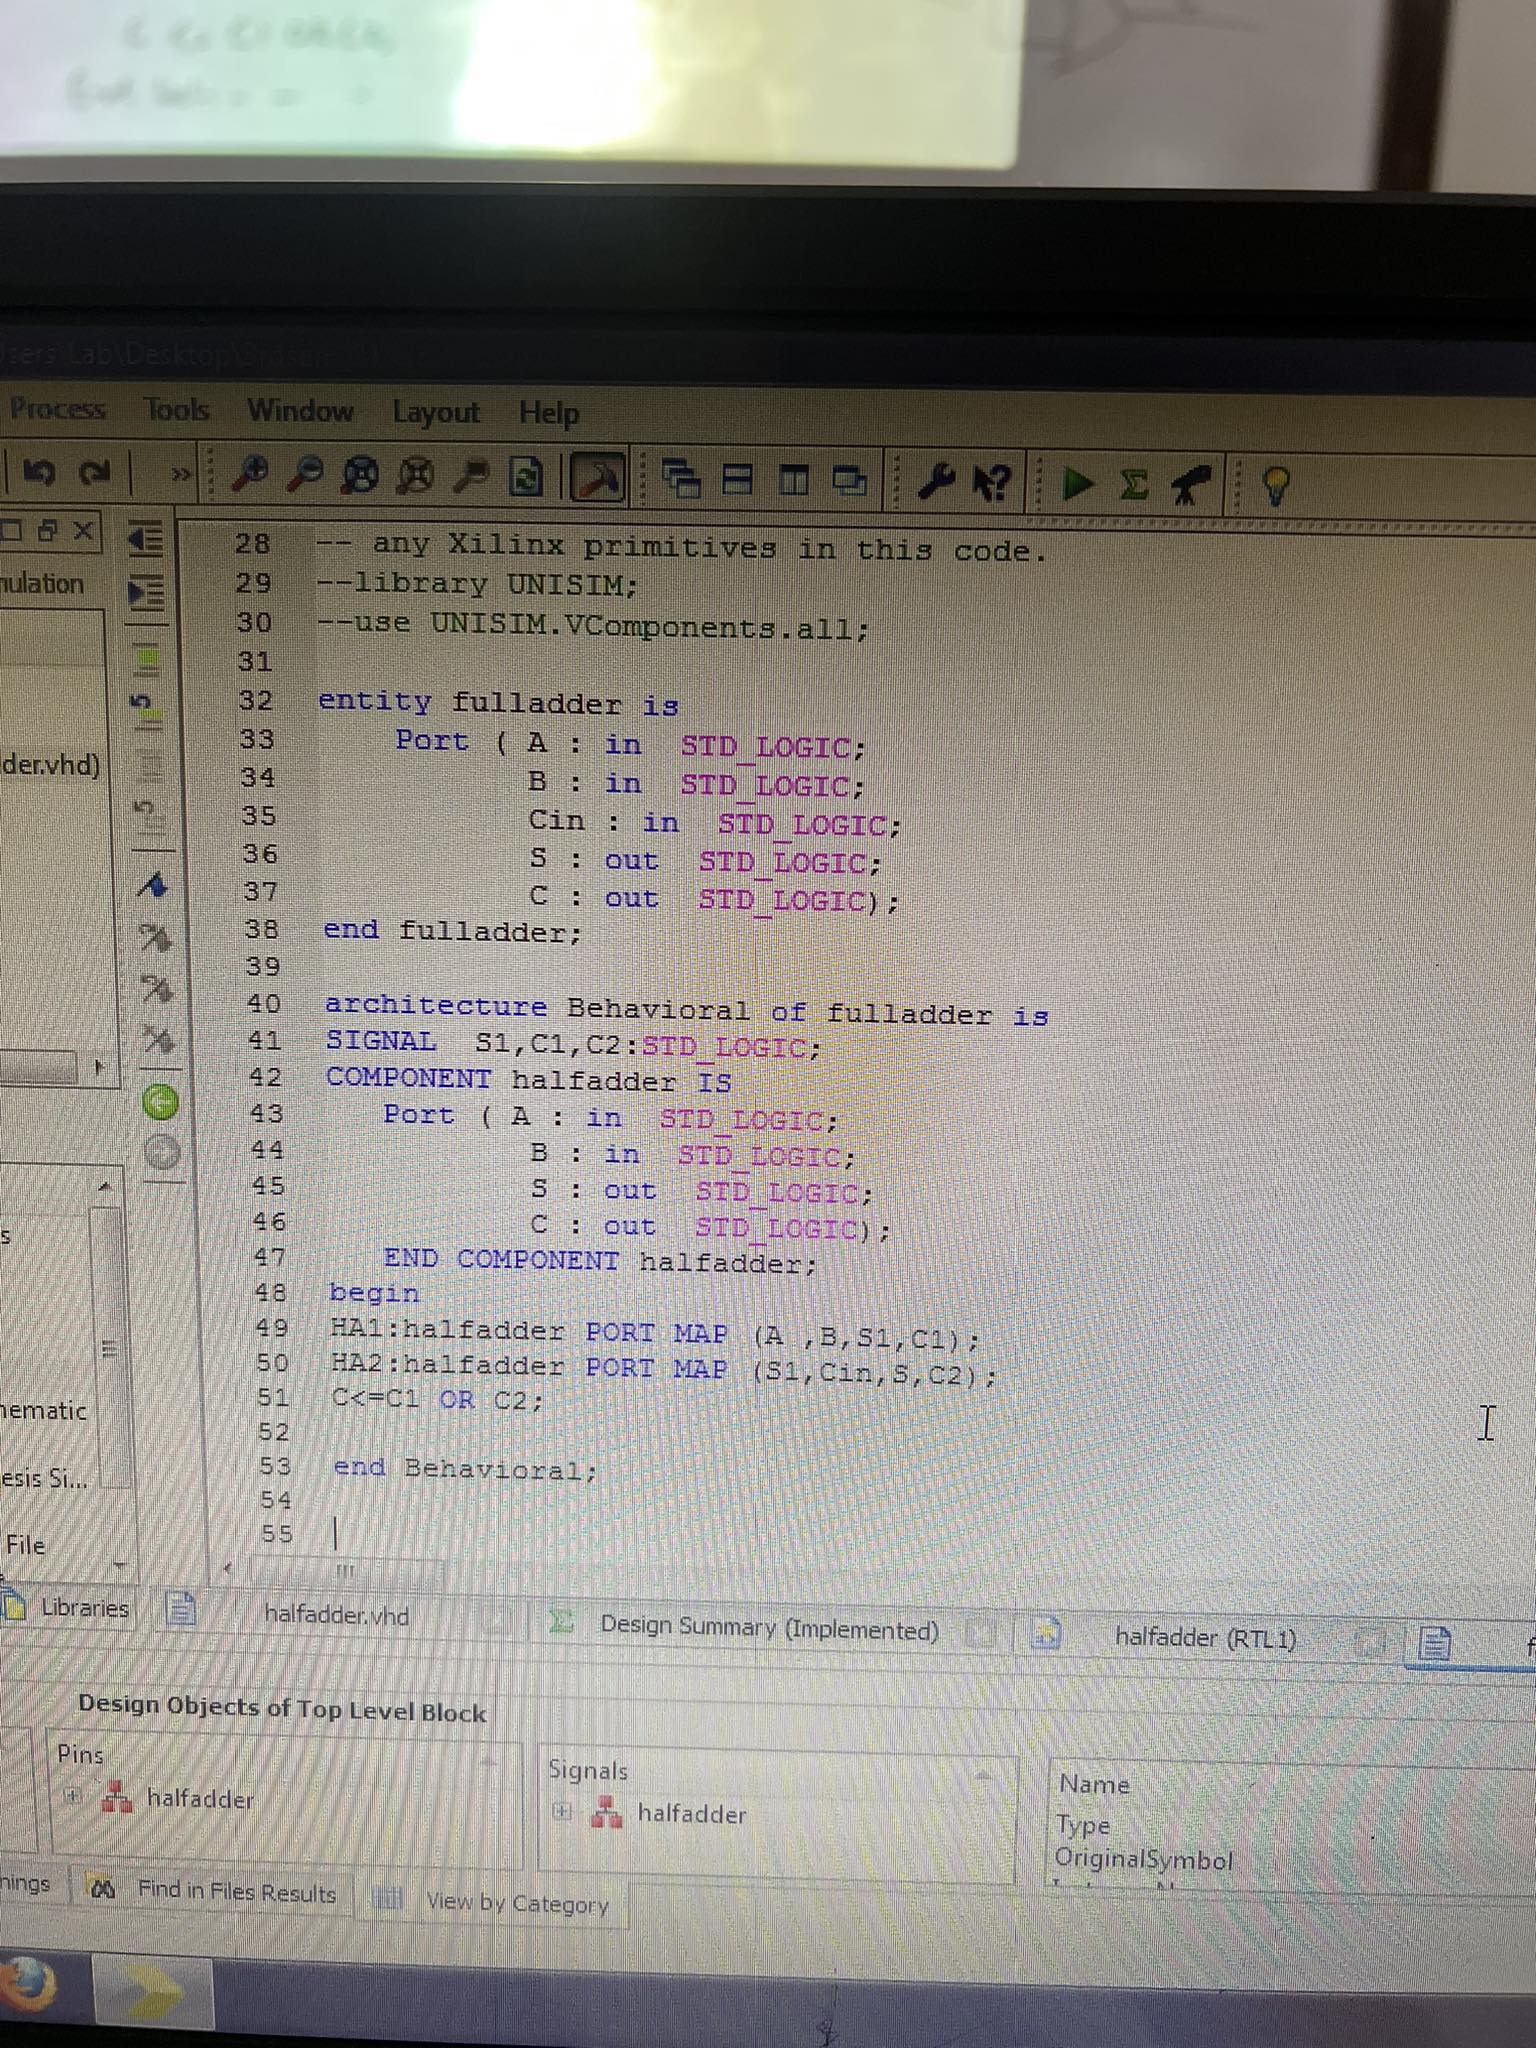 Process Tools Window Layout Help
28 -- any Xilinx primitives in this code.
29 --library UNISIM;
30 --use UNISIM.VComponents.all;
31
32 entity fulladder is
33 Port ( A : in STD_LOGIC;
34 B : in STD_LOGIC;
35 Cin : in STD_LOGIC;
36 S : out STD_LOGIC;
37 C : out STD_LOGIC);
38 end fulladder;
39
40 architecture Behavioral of fulladder is
41 SIGNAL S1,C1,C2:STD_LOGIC;
42 COMPONENT halfadder IS
43 Port ( A : in STD_LOGIC;
44 B : in STD_LOGIC;
45 S : out STD_LOGIC;
46 C : out STD_LOGIC);
47 END COMPONENT halfadder;
48 begin
49 HA1:halfadder PORT MAP (A ,B,S1,C1);
50 HA2:halfadder PORT MAP (S1,Cin,S,C2);
51 C<=C1 OR C2;
52
53 end Behavioral;
54
55
mulation
der.vhd)
s
hematic
esis Si...
File
Libraries
halfadder.vhd
Design Summary (Implemented)
halfadder (RTL1)
f
Design Objects of Top Level Block
Pins
halfadder
Signals
halfadder
Name
Type
OriginalSymbol
nings
Find in Files Results
View by Category